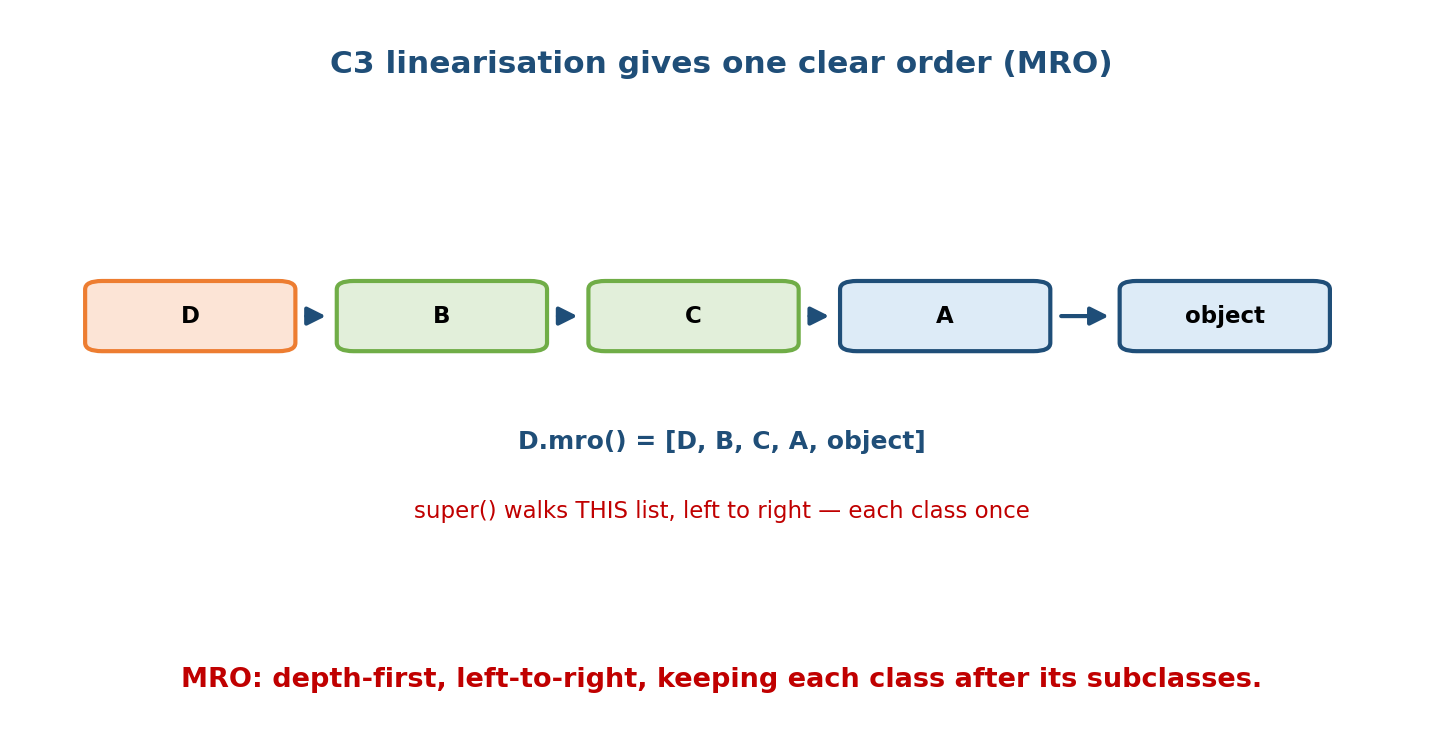 C3 linearisation gives one clear order (MRO)
D
B
C
A
object
D.mro() = [D, B, C, A, object]
super() walks THIS list, left to right — each class once
MRO: depth-first, left-to-right, keeping each class after its subclasses.